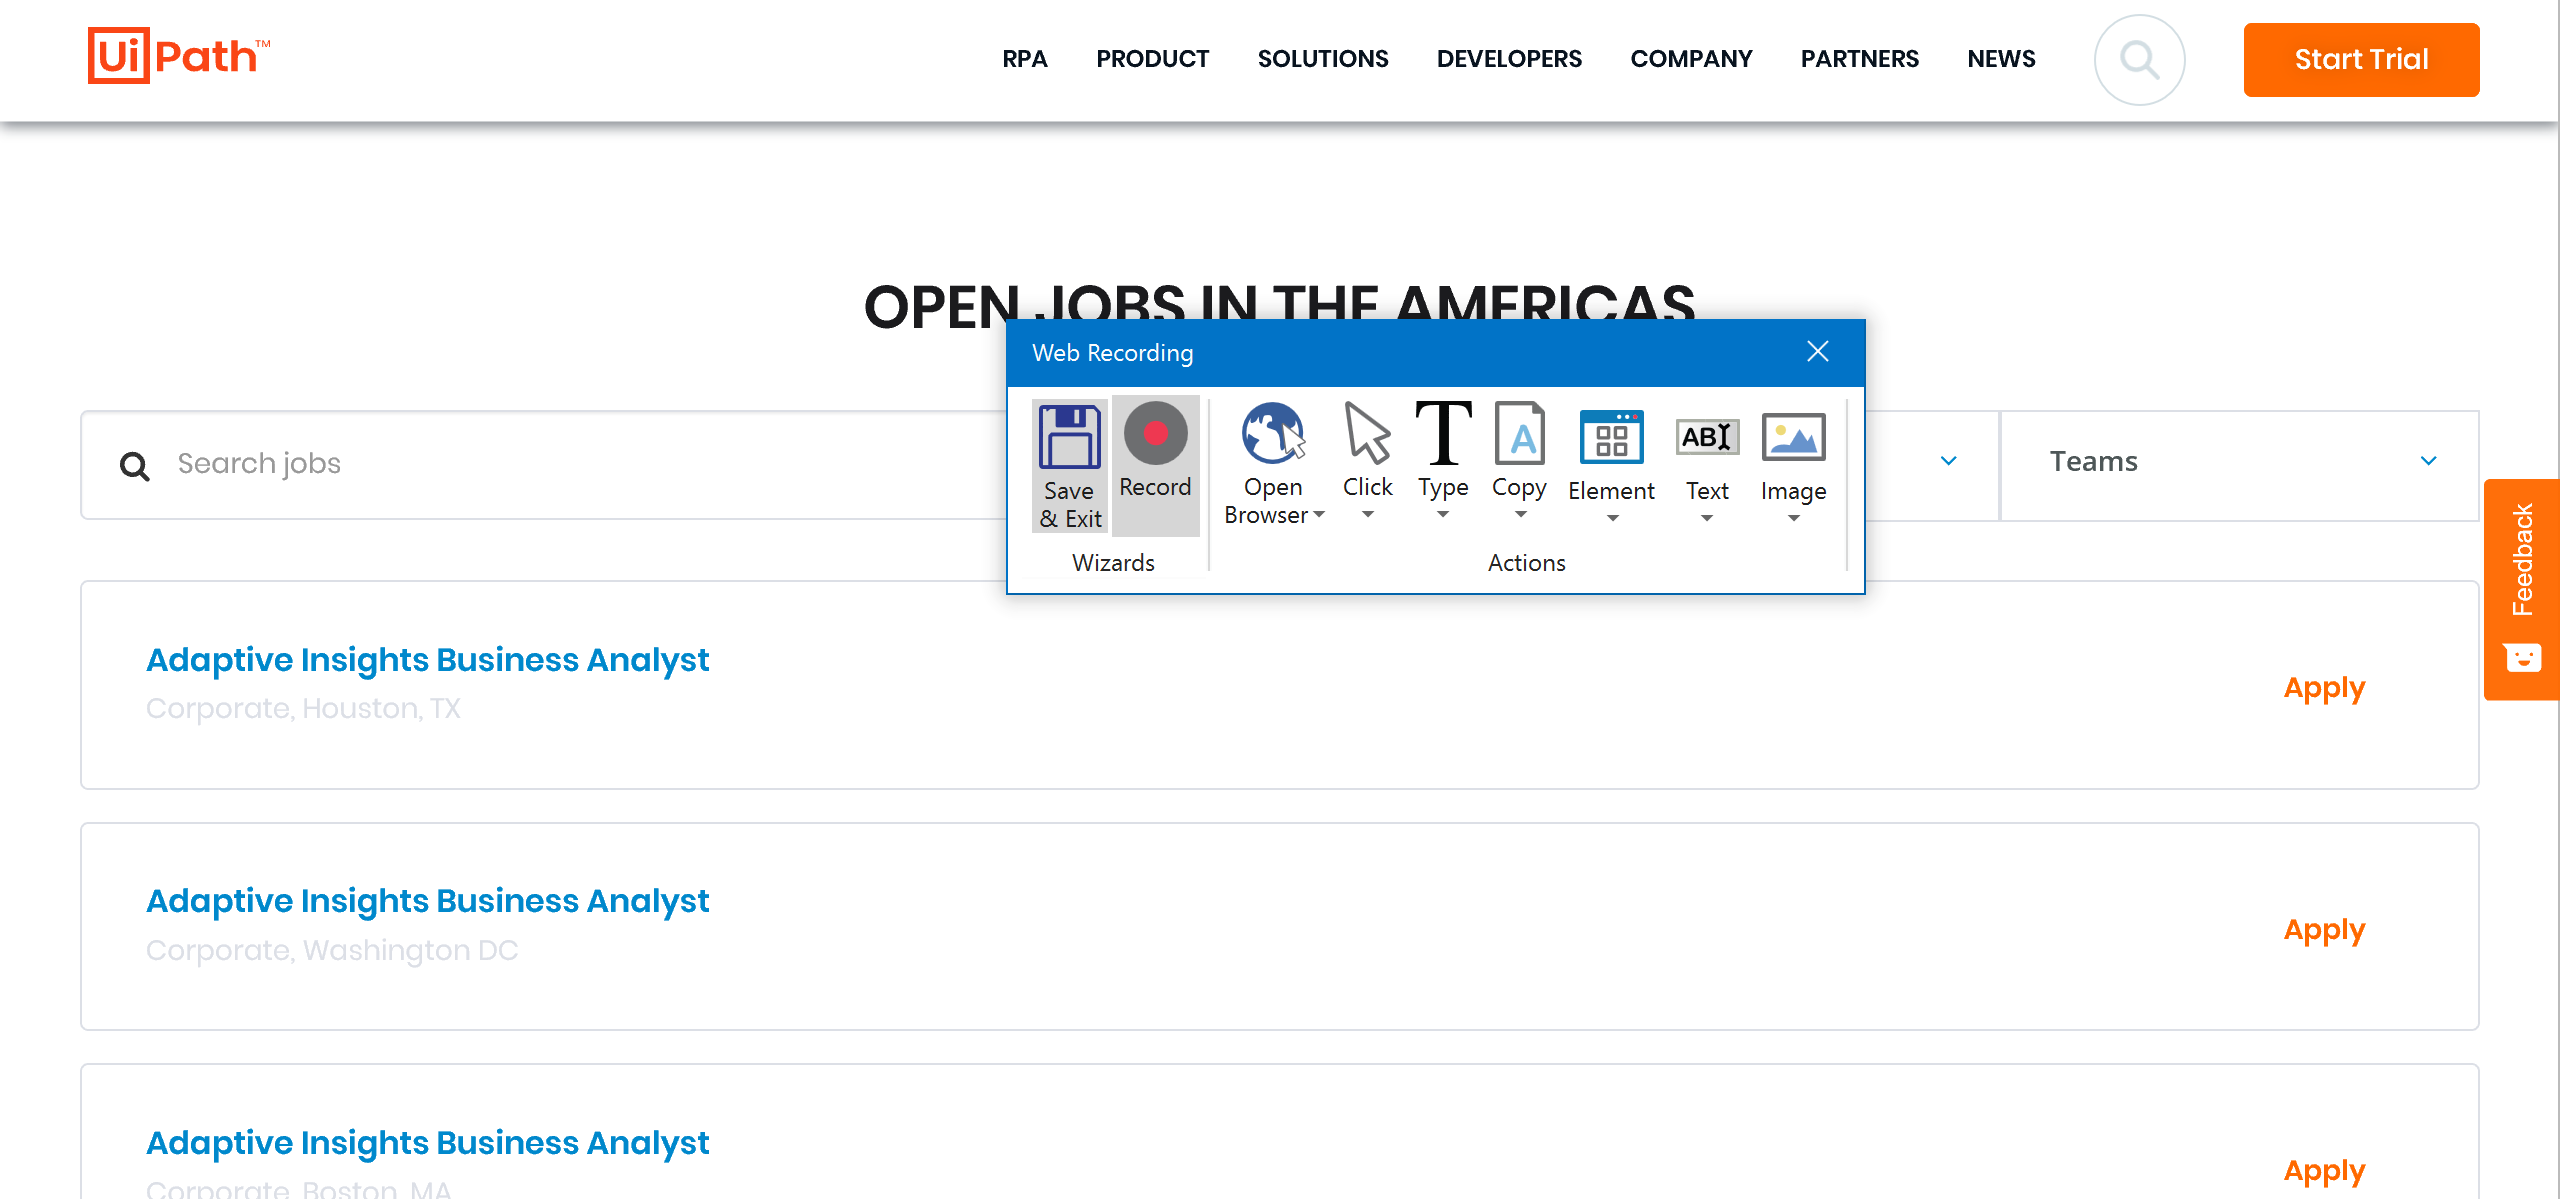 UiPath™
RPA PRODUCT SOLUTIONS DEVELOPERS COMPANY PARTNERS NEWS Start Trial
OPEN JOBS IN THE AMERICAS
Web Recording
Search jobs
Teams
Save & Exit
Record
Open Browser
Click
Type
Copy
A
Element
ABI
Text
Image
Wizards
Actions
Feedback
Adaptive Insights Business Analyst
Corporate, Houston, TX
Apply
Adaptive Insights Business Analyst
Corporate, Washington DC
Apply
Adaptive Insights Business Analyst
Corporate, Boston, MA
Apply